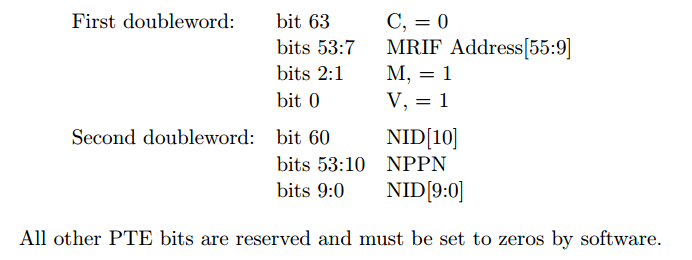 First doubleword: bit 63 C, = 0
bits 53:7 MRIF Address[55:9]
bits 2:1 M, = 1
bit 0 V, = 1
Second doubleword: bit 60 NID[10]
bits 53:10 NPPN
bits 9:0 NID[9:0]
All other PTE bits are reserved and must be set to zeros by software.